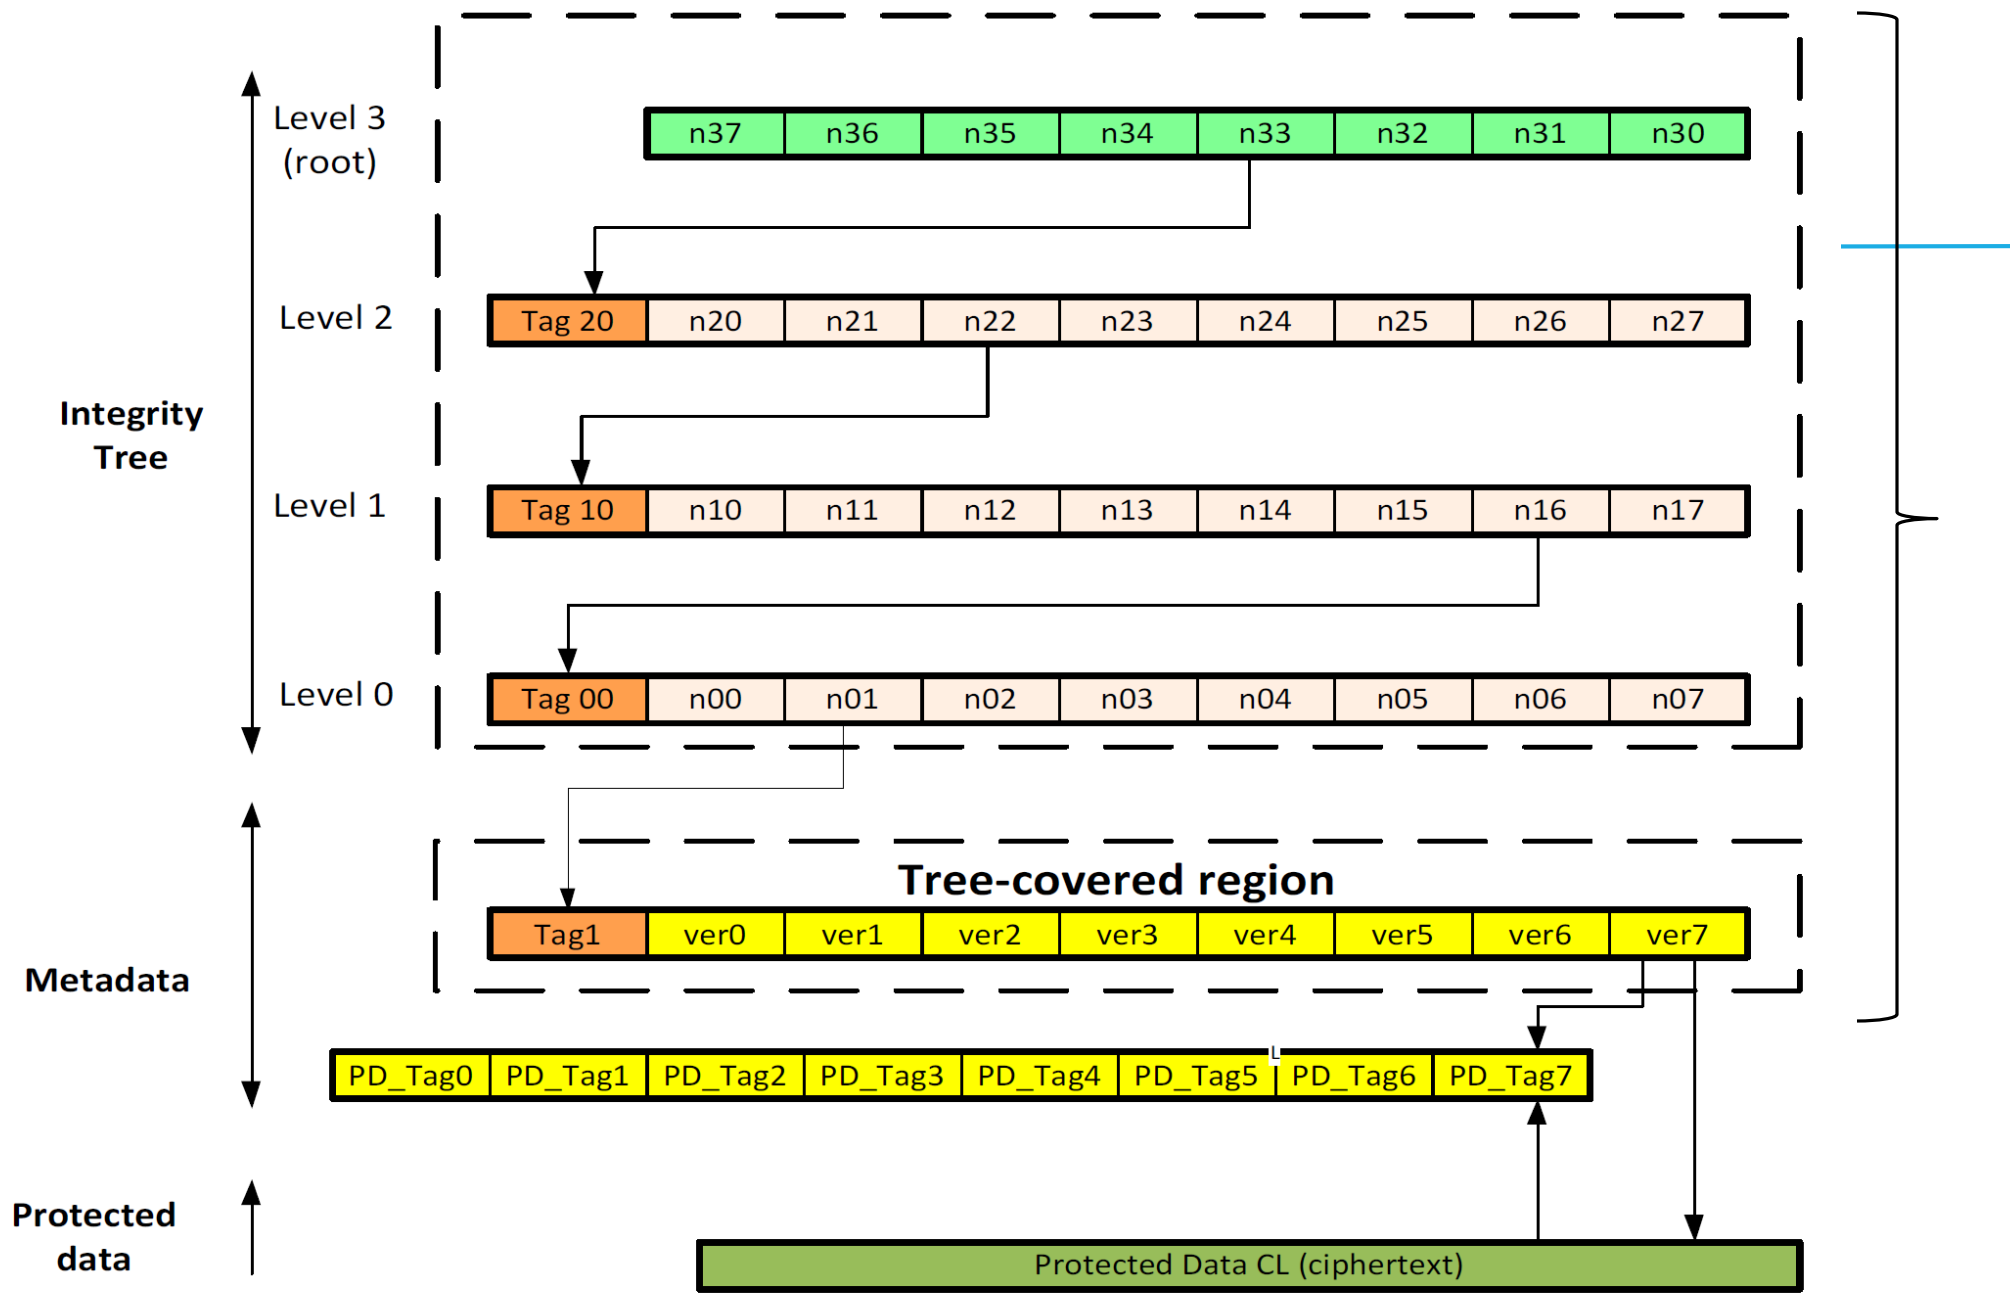 Level 3
(root)
n37 n36 n35 n34 n33 n32 n31 n30
Level 2
Tag 20 n20 n21 n22 n23 n24 n25 n26 n27
Integrity
Tree
Level 1
Tag 10 n10 n11 n12 n13 n14 n15 n16 n17
Level 0
Tag 00 n00 n01 n02 n03 n04 n05 n06 n07
Tree-covered region
Tag1 ver0 ver1 ver2 ver3 ver4 ver5 ver6 ver7
Metadata
L
PD_Tag0 PD_Tag1 PD_Tag2 PD_Tag3 PD_Tag4 PD_Tag5 PD_Tag6 PD_Tag7
Protected
data
Protected Data CL (ciphertext)